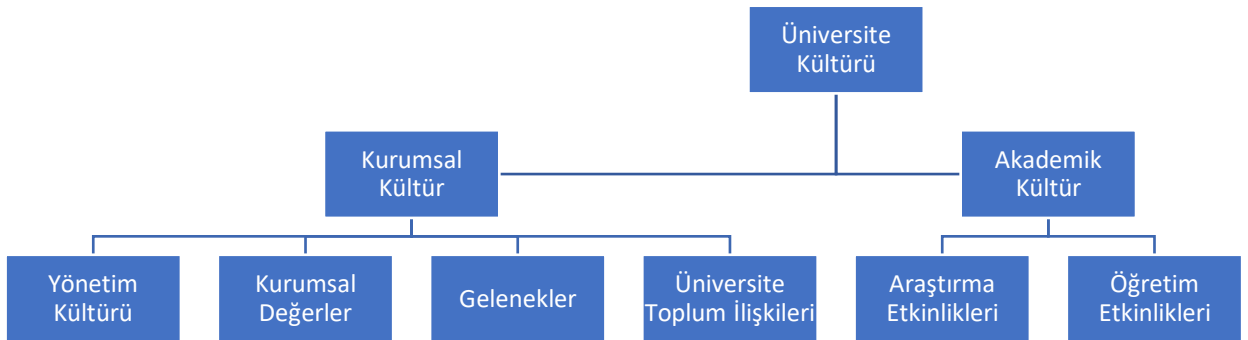 Üniversite
Kültürü
Kurumsal
Kültür
Akademik
Kültür
Yönetim
Kültürü
Kurumsal
Değerler
Gelenekler
Üniversite
Toplum İlişkileri
Araştırma
Etkinlikleri
Öğretim
Etkinlikleri